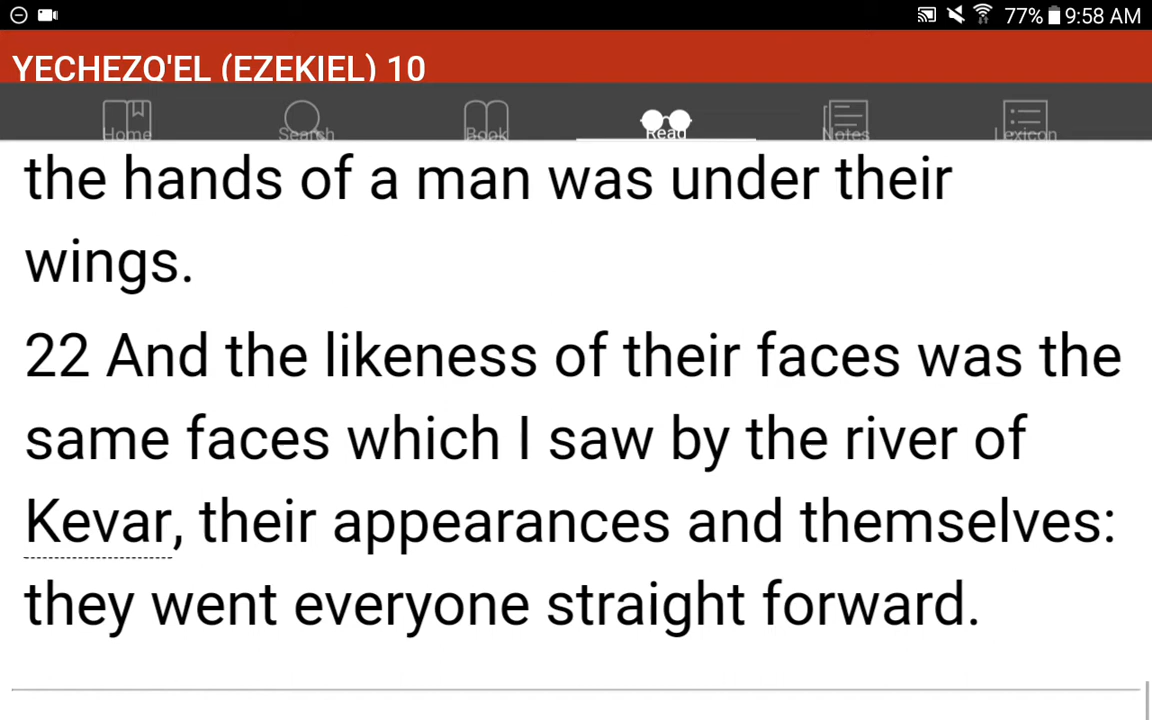 77% 9:58 AM
YECHEZQ'EL (EZEKIEL) 10
Home Search Book Read Notes Lexicon
the hands of a man was under their
wings.
22 And the likeness of their faces was the
same faces which I saw by the river of
Kevar, their appearances and themselves:
they went everyone straight forward.